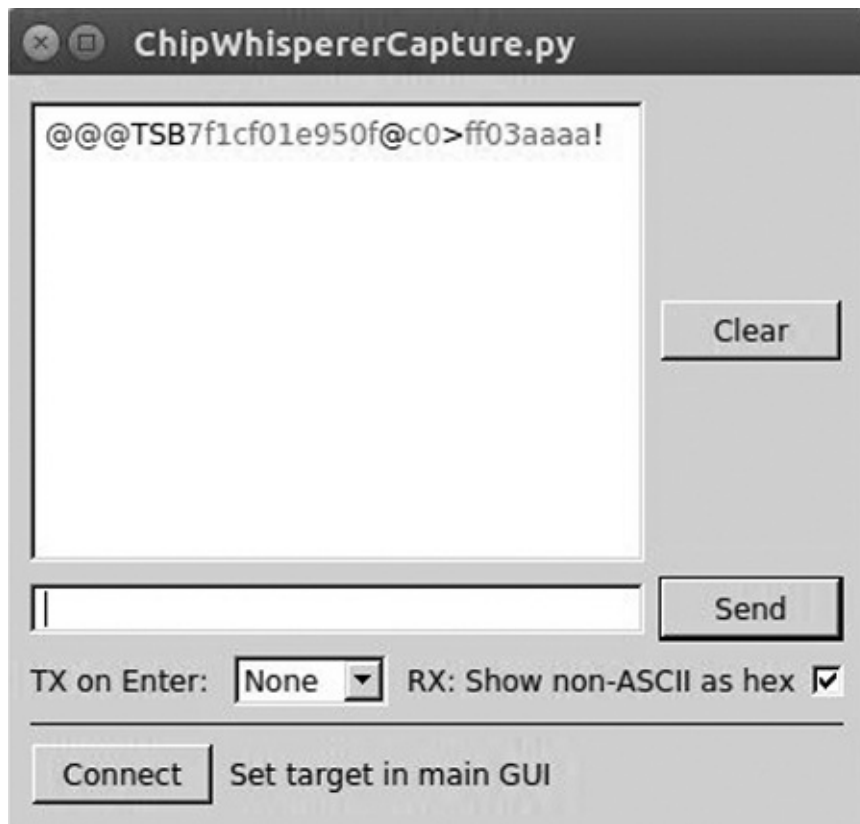 ChipWhispererCapture.py
@@@TSB7f1cf01e950f@c0>ff03aaaa!
Clear
Send
TX on Enter: None RX: Show non-ASCII as hex
Connect Set target in main GUI